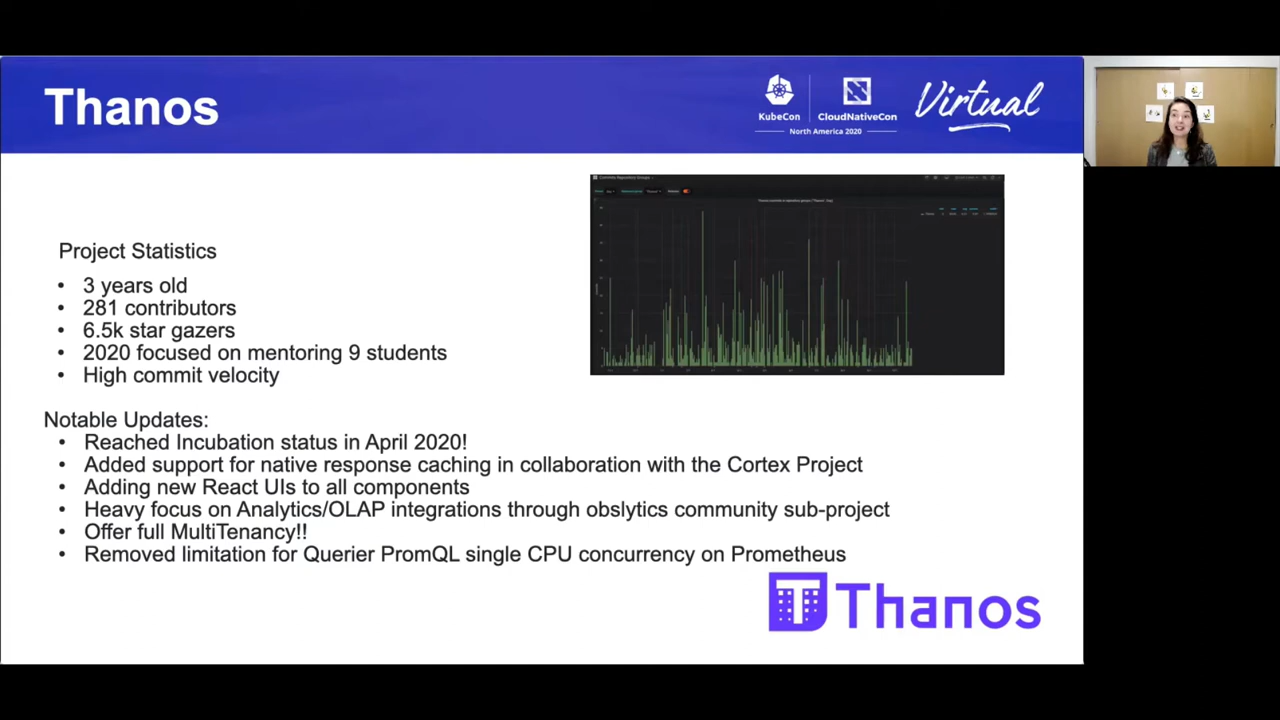 Thanos
KubeCon
CloudNativeCon
North America 2020
Virtual
Project Statistics
• 3 years old
• 281 contributors
• 6.5k star gazers
• 2020 focused on mentoring 9 students
• High commit velocity
Notable Updates:
• Reached Incubation status in April 2020!
• Added support for native response caching in collaboration with the Cortex Project
• Adding new React UIs to all components
• Heavy focus on Analytics/OLAP integrations through obslytics community sub-project
• Offer full MultiTenancy!!
• Removed limitation for Querier PromQL single CPU concurrency on Prometheus
Thanos